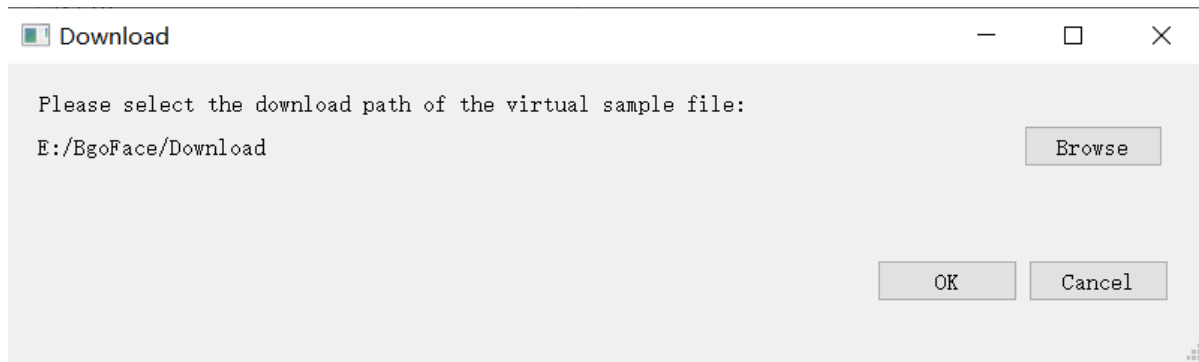 Download
Please select the download path of the virtual sample file:
E:/BgoFace/Download
Browse
OK
Cancel